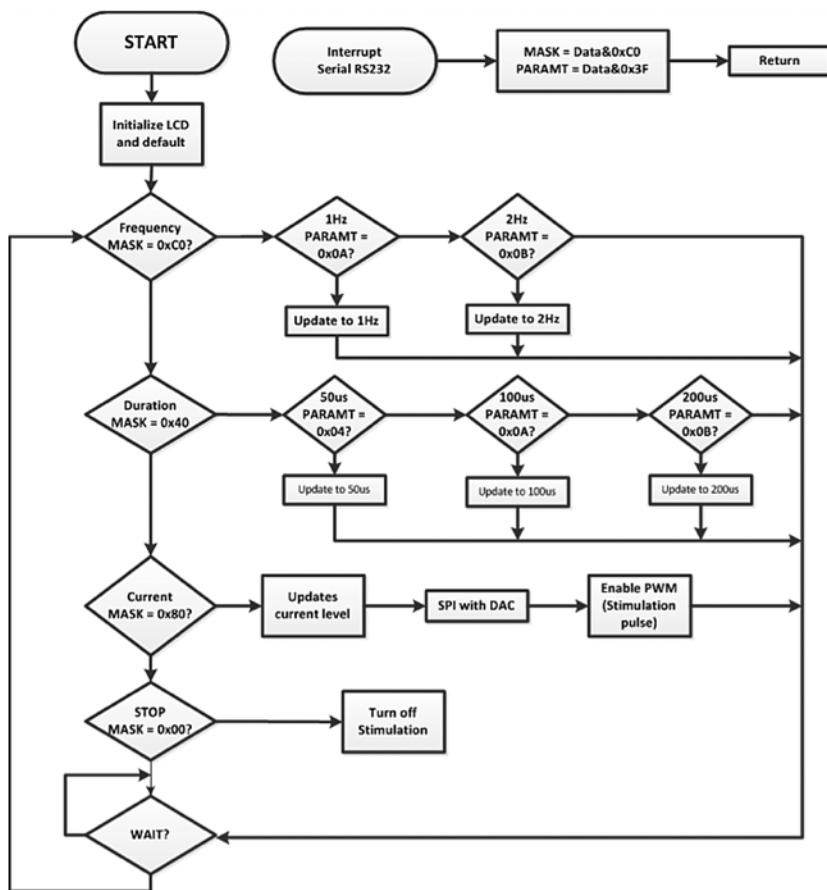 START
Interrupt
Serial RS232
MASK = Data&0xC0
PARAMT = Data&0x3F
Return
Initialize LCD
and default
Frequency
MASK = 0xC0?
1Hz
PARAMT =
0x0A?
2Hz
PARAMT =
0x0B?
Update to 1Hz
Update to 2Hz
Duration
MASK = 0x40
50us
PARAMT =
0x04?
100us
PARAMT =
0x0A?
200us
PARAMT =
0x0B?
Update to 50us
Update to 100us
Update to 200us
Current
MASK = 0x80?
Updates
current level
SPI with DAC
Enable PWM
(Stimulation
pulse)
STOP
MASK = 0x00?
Turn off
Stimulation
WAIT?